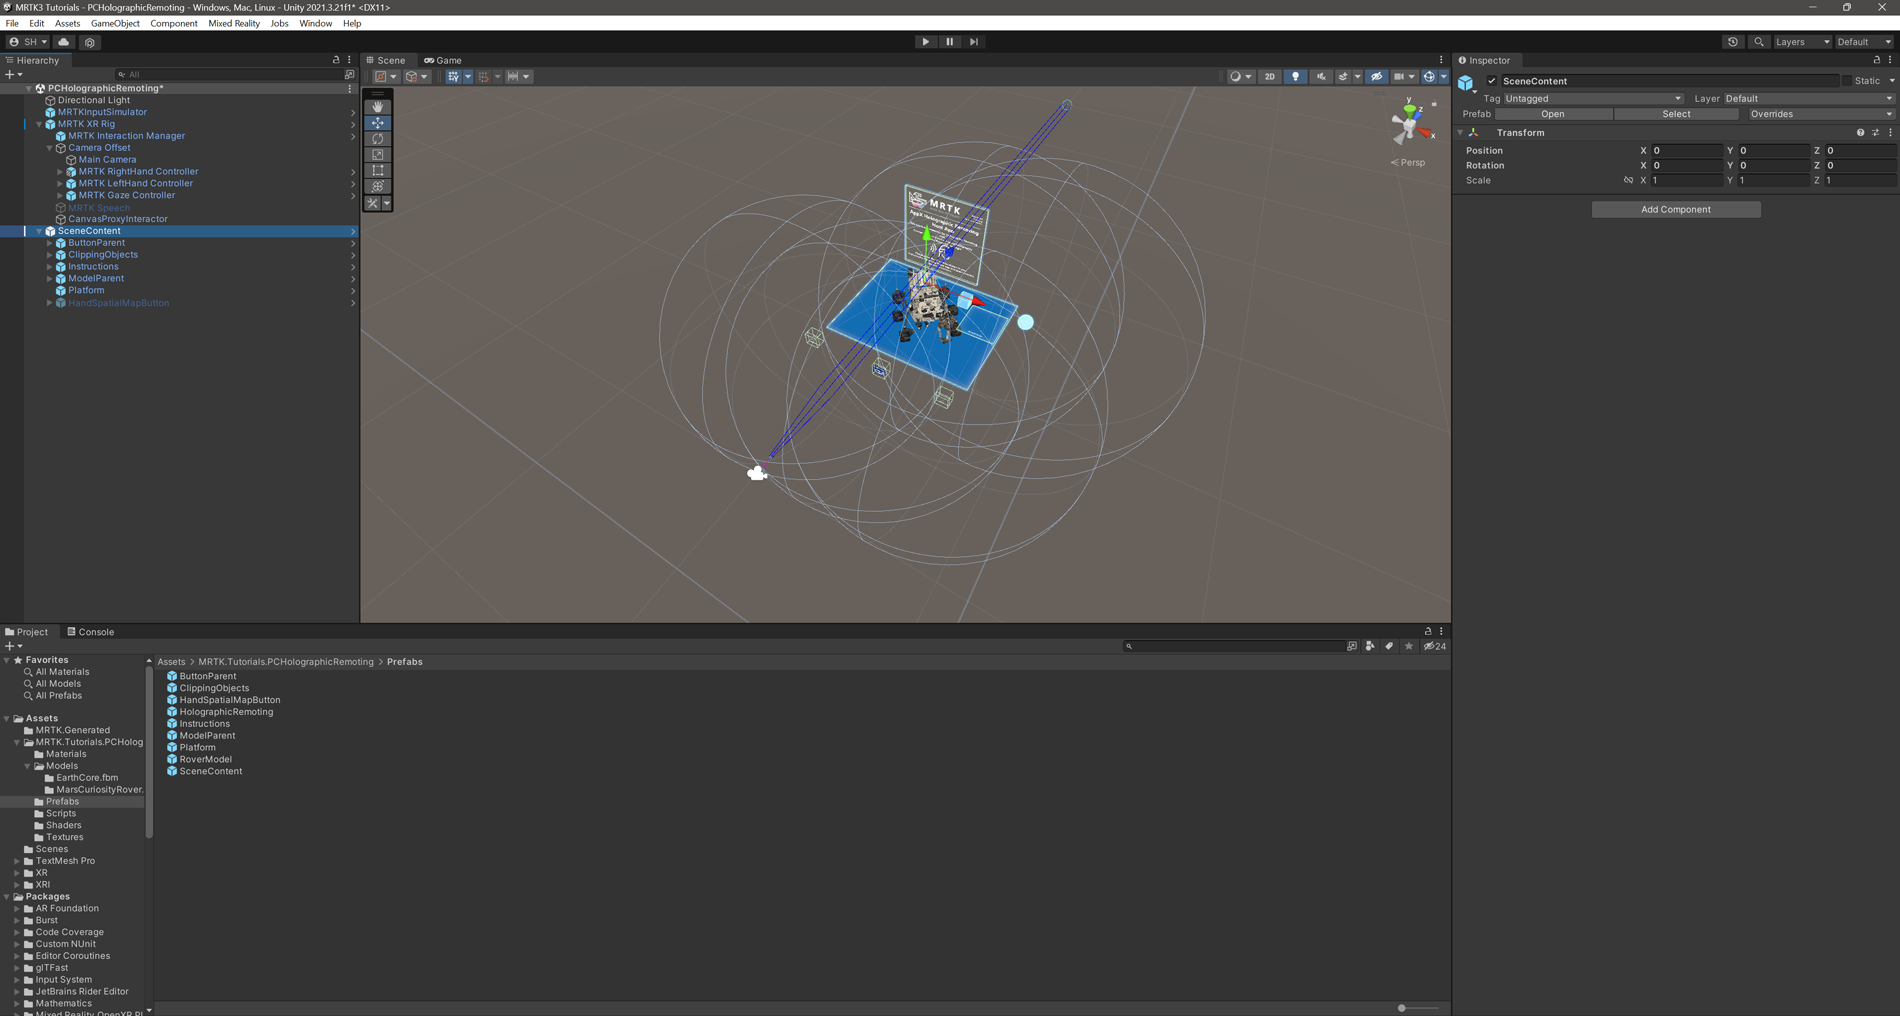 MRTK3 Tutorials - PCHolographicRemoting - Windows, Mac, Linux - Unity 2021.3.21f1* <DX11>
File Edit Assets GameObject Component Mixed Reality Jobs Window Help
SH
Layers
Default
Hierarchy
All
PCHolographicRemoting*
Directional Light
MRTKInputSimulator
MRTK XR Rig
MRTK Interaction Manager
Camera Offset
Main Camera
MRTK RightHand Controller
MRTK LeftHand Controller
MRTK Gaze Controller
MRTK Speech
CanvasProxyInteractor
SceneContent
ButtonParent
ClippingObjects
Instructions
ModelParent
Platform
HandSpatialMapButton
Scene
Game
2D
y
z
x
< Persp
MRTK
Inspector
SceneContent
Static
Tag Untagged
Layer Default
Prefab Open Select Overrides
Transform
Position X 0 Y 0 Z 0
Rotation X 0 Y 0 Z 0
Scale X 1 Y 1 Z 1
Add Component
Project
Console
24
Favorites
All Materials
All Models
All Prefabs
Assets
MRTK.Generated
MRTK.Tutorials.PCHolog
Materials
Models
EarthCore.fbm
MarsCuriosityRover.
Prefabs
Scripts
Shaders
Textures
Scenes
TextMesh Pro
XR
XRI
Packages
AR Foundation
Burst
Code Coverage
Custom NUnit
Editor Coroutines
glTFast
Input System
JetBrains Rider Editor
Mathematics
Mixed Reality OpenXR Pl
Assets > MRTK.Tutorials.PCHolographicRemoting > Prefabs
ButtonParent
ClippingObjects
HandSpatialMapButton
HolographicRemoting
Instructions
ModelParent
Platform
RoverModel
SceneContent